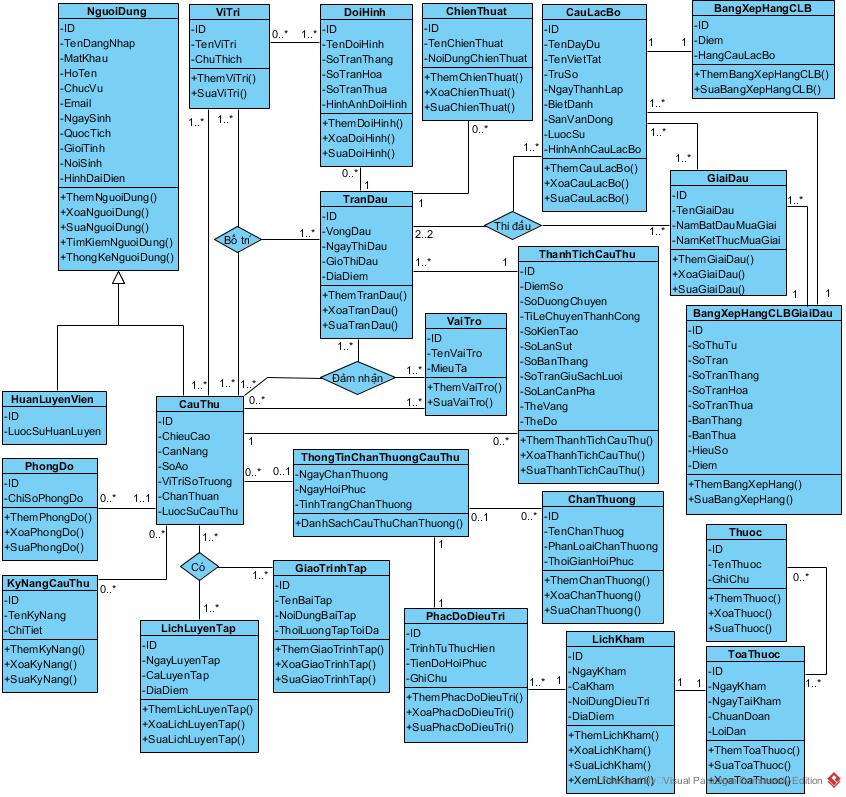 NguoiDung
-ID
-TenDangNhap
-MatKhau
-HoTen
-ChucVu
-Email
-NgaySinh
-QuocTich
-GioiTinh
-NoiSinh
-HinhDaiDien
+ThemNguoiDung()
+XoaNguoiDung()
+SuaNguoiDung()
+TimKiemNguoiDung()
+ThongKeNguoiDung()
ViTri
-ID
-TenViTri
-ChuThich
+ThemViTri()
+SuaViTri()
0..*
1..*
DoiHinh
-ID
-TenDoiHinh
-SoTranThang
-SoTranHoa
-SoTranThua
-HinhAnhDoiHinh
+ThemDoiHinh()
+XoaDoiHinh()
+SuaDoiHinh()
ChienThuat
-ID
-TenChienThuat
-NoiDungChienThuat
+ThemChienThuat()
+XoaChienThuat()
+SuaChienThuat()
CauLacBo
-ID
-TenDayDu
-TenVietTat
-TruSo
-NgayThanhLap
-BietDanh
-SanVanDong
-LuocSu
-HinhAnhCauLacBo
+ThemCauLacBo()
+XoaCauLacBo()
+SuaCauLacBo()
1
1
BangXepHangCLB
-ID
-Diem
-HangCauLacBo
+ThemBangXepHangCLB()
+SuaBangXepHangCLB()
1..*
1..*
1..*
1..*
1..*
0..*
1..*
0..*
1
1
TranDau
-ID
-VongDau
-NgayThiDau
-GioThiDau
-DiaDiem
+ThemTranDau()
+XoaTranDau()
+SuaTranDau()
Bố trí
1..*
2..2
Thi đấu
1..*
GiaiDau
-ID
-TenGiaiDau
-NamBatDauMuaGiai
-NamKetThucMuaGiai
+ThemGiaiDau()
+XoaGiaiDau()
+SuaGiaiDau()
1..*
1
1
1..*
1
ThanhTichCauThu
-ID
-DiemSo
-SoDuongChuyen
-TiLeChuyenThanhCong
-SoKienTao
-SoLanSut
-SoBanThang
-SoTranGiuSachLuoi
-SoLanCanPha
-TheVang
-TheDo
+ThemThanhTichCauThu()
+XoaThanhTichCauThu()
+SuaThanhTichCauThu()
BangXepHangCLBGiaiDau
-ID
-SoThuTu
-SoTran
-SoTranThang
-SoTranHoa
-SoTranThua
-BanThang
-BanThua
-HieuSo
-Diem
+ThemBangXepHang()
+SuaBangXepHang()
VaiTro
-ID
-TenVaiTro
-MieuTa
+ThemVaiTro()
+SuaVaiTro()
1..*
Đảm nhận
1..*
1..*
1..*
1..*
1..*
0..*
1
0..*
HuanLuyenVien
-ID
-LuocSuHuanLuyen
CauThu
-ID
-ChieuCao
-CanNang
-SoAo
-ViTriSoTruong
-ChanThuan
-LuocSuCauThu
PhongDo
-ID
-ChiSoPhongDo
+ThemPhongDo()
+XoaPhongDo()
+SuaPhongDo()
0..*
1..1
0..*
0..1
ThongTinChanThuongCauThu
-NgayChanThuong
-NgayHoiPhuc
-TinhTrangChanThuong
+DanhSachCauThuChanThuong()
0..1
0..*
ChanThuong
-ID
-TenChanThuog
-PhanLoaiChanThuong
-ThoiGianHoiPhuc
+ThemChanThuong()
+XoaChanThuong()
+SuaChanThuong()
Thuoc
-ID
-TenThuoc
-GhiChu
+ThemThuoc()
+XoaThuoc()
+SuaThuoc()
0..*
1..*
0..*
1..*
0..*
KyNangCauThu
-ID
-TenKyNang
-ChiTiet
+ThemKyNang()
+XoaKyNang()
+SuaKyNang()
Có
1..*
1..*
GiaoTrinhTap
-ID
-TenBaiTap
-NoiDungBaiTap
-ThoiLuongTapToiDa
+ThemGiaoTrinhTap()
+XoaGiaoTrinhTap()
+SuaGiaoTrinhTap()
LichLuyenTap
-ID
-NgayLuyenTap
-CaLuyenTap
-DiaDiem
+ThemLichLuyenTap()
+XoaLichLuyenTap()
+SuaLichLuyenTap()
1
1
PhacDoDieuTri
-ID
-TrinhTuThucHien
-TienDoHoiPhuc
-GhiChu
+ThemPhacDoDieuTri()
+XoaPhacDoDieuTri()
+SuaPhacDoDieuTri()
1..*
1
LichKham
-ID
-NgayKham
-CaKham
-NoiDungDieuTri
-DiaDiem
+ThemLichKham()
+XoaLichKham()
+SuaLichKham()
+XemLichKham()
1
1
ToaThuoc
-ID
-NgayKham
-NgayTaiKham
-ChuanDoan
-LoiDan
+ThemToaThuoc()
+SuaToaThuoc()
+XoaToaThuoc()